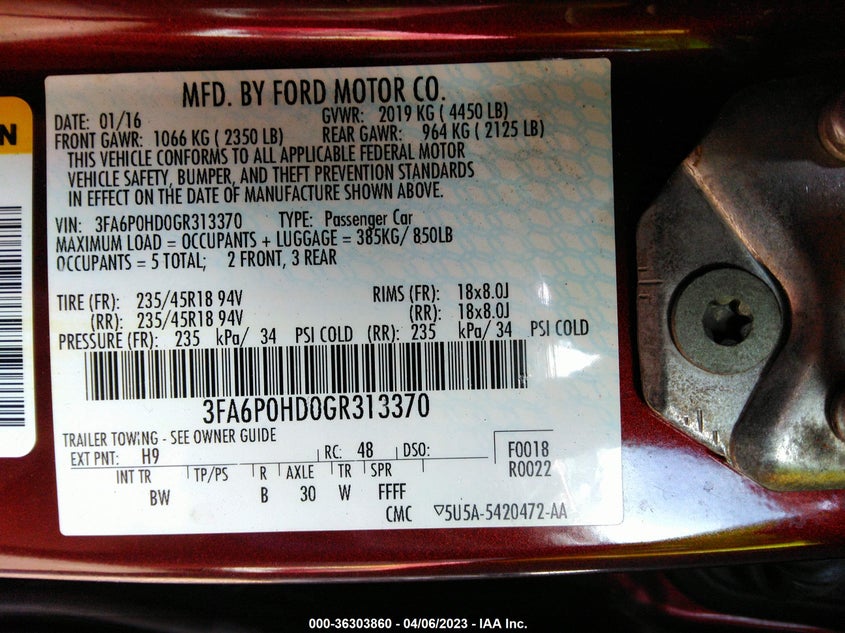 MFD. BY FORD MOTOR CO.
DATE: 01/16 GVWR: 2019 KG ( 4450 LB)
FRONT GAWR: 1066 KG ( 2350 LB) REAR GAWR: 964 KG ( 2125 LB)
THIS VEHICLE CONFORMS TO ALL APPLICABLE FEDERAL MOTOR
VEHICLE SAFETY, BUMPER, AND THEFT PREVENTION STANDARDS
IN EFFECT ON THE DATE OF MANUFACTURE SHOWN ABOVE.
VIN: 3FA6P0HD0GR313370 TYPE: Passenger Car
MAXIMUM LOAD = OCCUPANTS + LUGGAGE = 385KG/ 850LB
OCCUPANTS = 5 TOTAL; 2 FRONT, 3 REAR
TIRE (FR): 235/45R18 94V RIMS (FR): 18x8.0J
(RR): 235/45R18 94V (RR): 18x8.0J
PRESSURE (FR): 235 kPa/ 34 PSI COLD (RR): 235 kPa/ 34 PSI COLD
3FA6P0HD0GR313370
TRAILER TOWING - SEE OWNER GUIDE
EXT PNT: H9 RC: 48 DSO: F0018
R0022
INT TR TP/PS R AXLE TR SPR
BW B 30 W FFFF
CMC ▽5U5A-5420472-AA
N
000-36303860 - 04/06/2023 - IAA Inc.